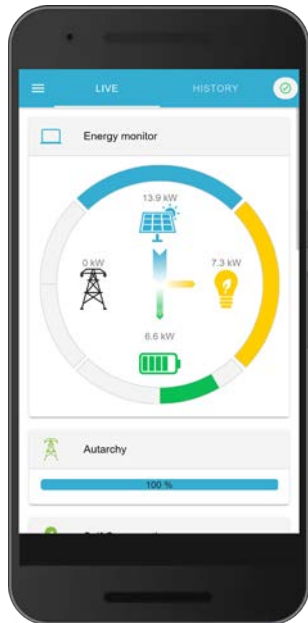 LIVE HISTORY
Energy monitor
13.9 kW
0 kW
7.3 kW
6.6 kW
Autarchy
100 %